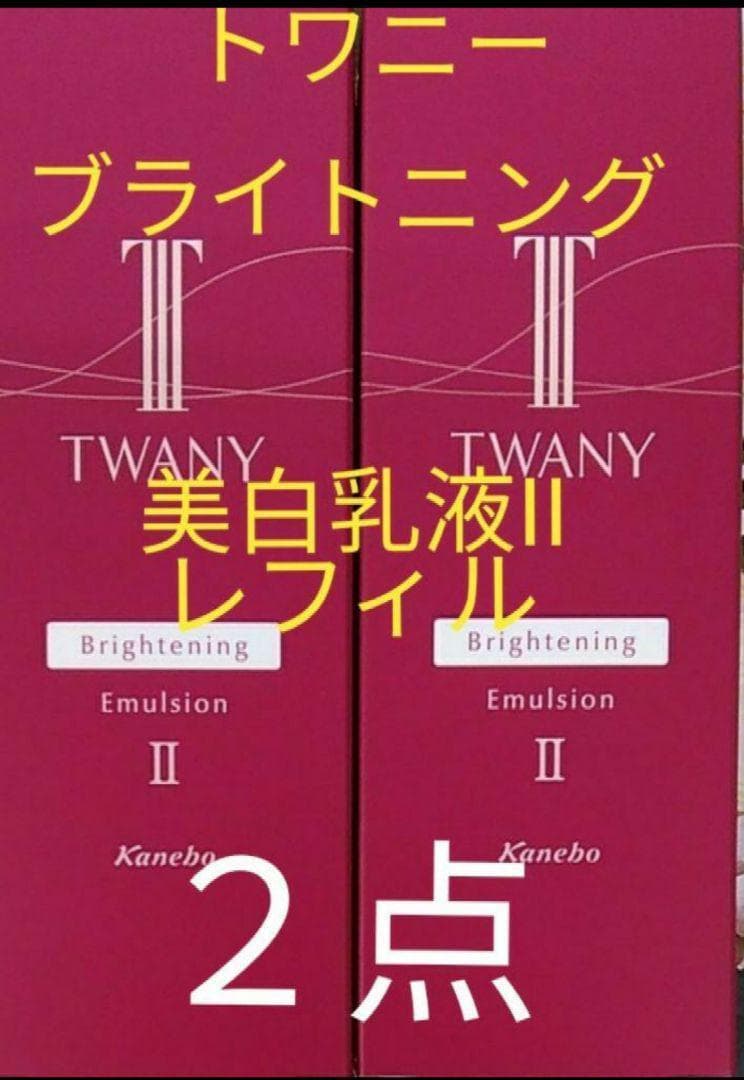 トワニー
ブライトニング
TWANY
TWANY
美白乳液II
レフィル
Brightening
Brightening
Emulsion
Emulsion
II
II
Kanebo
Kanebo
2点